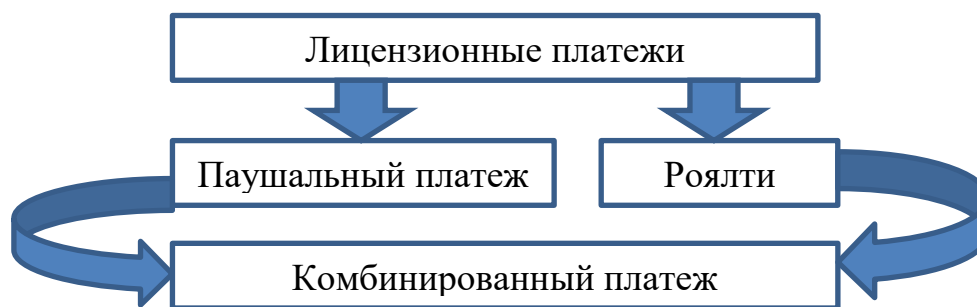 Лицензионные платежи
Паушальный платеж
Роялти
Комбинированный платеж